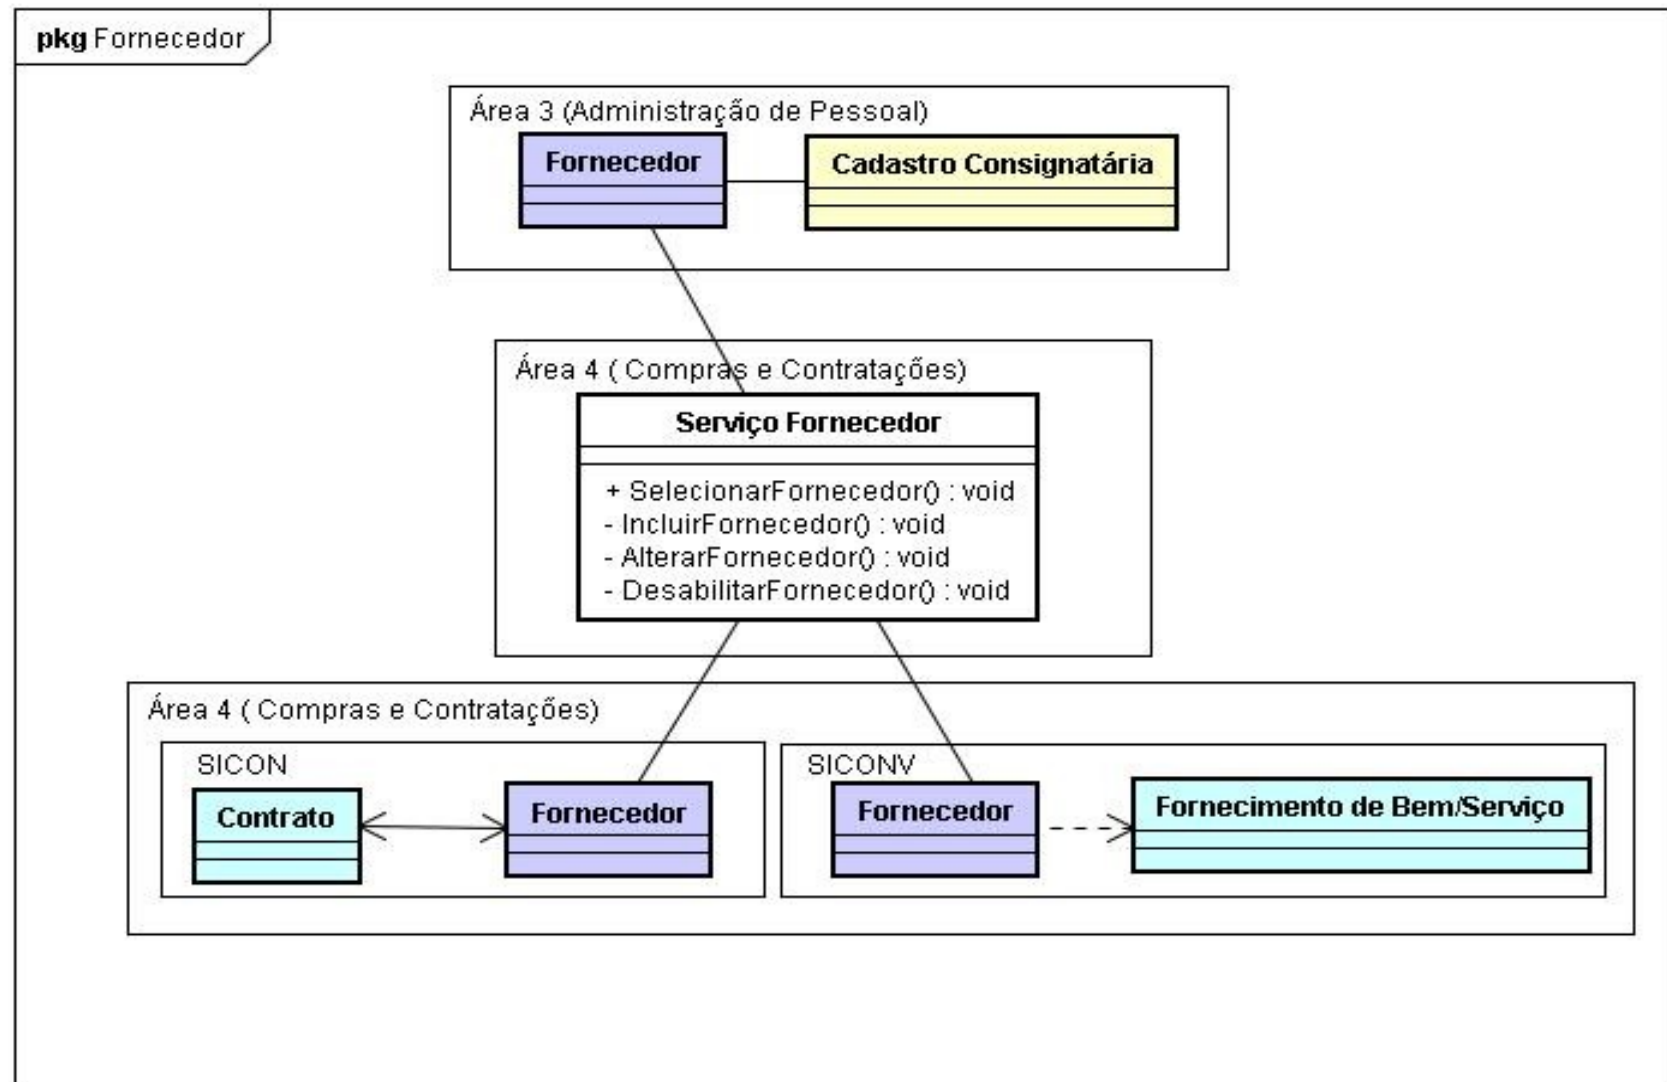 pkg Fornecedor
Área 3 (Administração de Pessoal)
Fornecedor
Cadastro Consignatária
Área 4 ( Compras e Contratações)
Serviço Fornecedor
+ SelecionarFornecedor() : void
- IncluirFornecedor() : void
- AlterarFornecedor() : void
- DesabilitarFornecedor() : void
Área 4 ( Compras e Contratações)
SICON
Contrato
Fornecedor
SICONV
Fornecedor
Fornecimento de Bem/Serviço